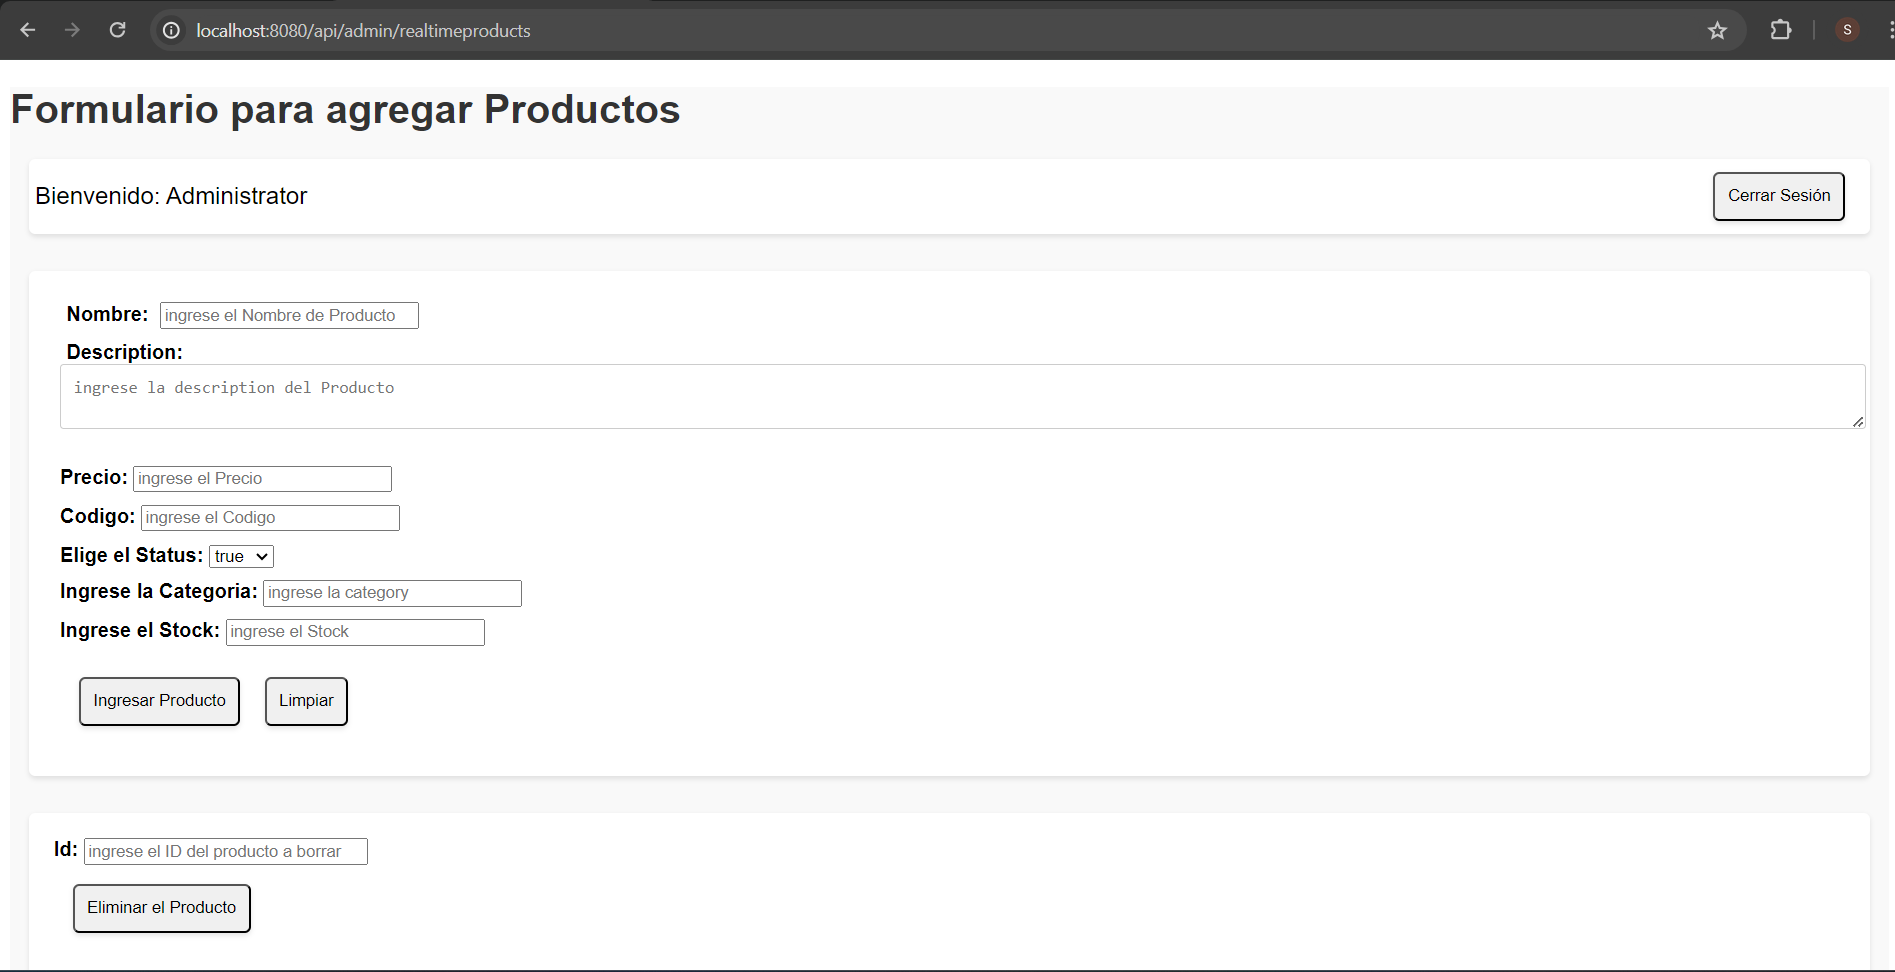 localhost:8080/api/admin/realtimeproducts
S
Formulario para agregar Productos
Bienvenido: Administrator
Cerrar Sesión
Nombre: ingrese el Nombre de Producto
Description:
ingrese la description del Producto
Precio: ingrese el Precio
Codigo: ingrese el Codigo
Elige el Status: true
Ingrese la Categoria: ingrese la category
Ingrese el Stock: ingrese el Stock
Ingresar Producto Limpiar
Id: ingrese el ID del producto a borrar
Eliminar el Producto